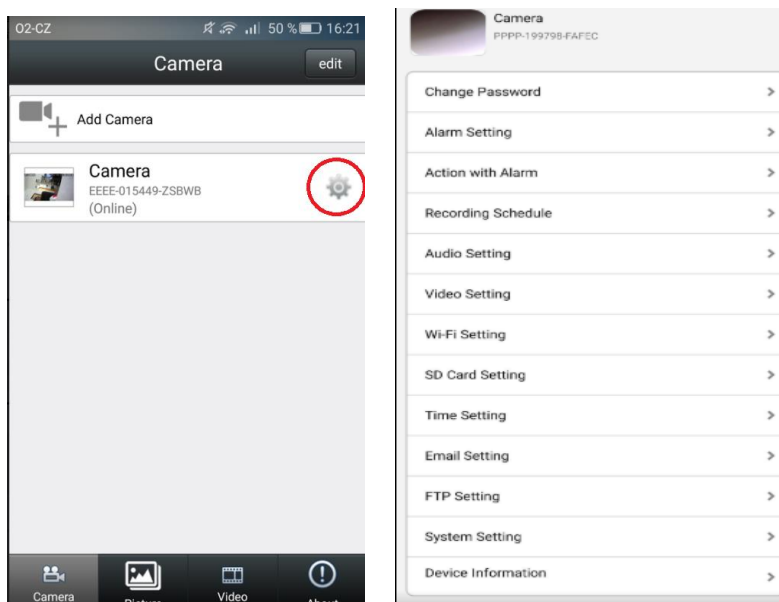 O2-CZ 50 % 16:21
Camera edit
Add Camera
Camera
EEEE-015449-ZSBWB
(Online)
Camera Picture Video About
Camera
PPPP-199798-FAFEC
Change Password
Alarm Setting
Action with Alarm
Recording Schedule
Audio Setting
Video Setting
Wi-Fi Setting
SD Card Setting
Time Setting
Email Setting
FTP Setting
System Setting
Device Information